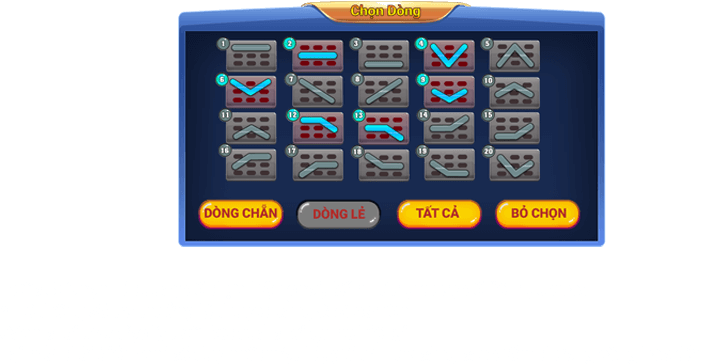 Chọn Dòng
1 2 3 4 5
6 7 8 9 10
11 12 13 14 15
16 17 18 19 20
DÒNG CHẴN DÒNG LẺ TẤT CẢ BỎ CHỌN